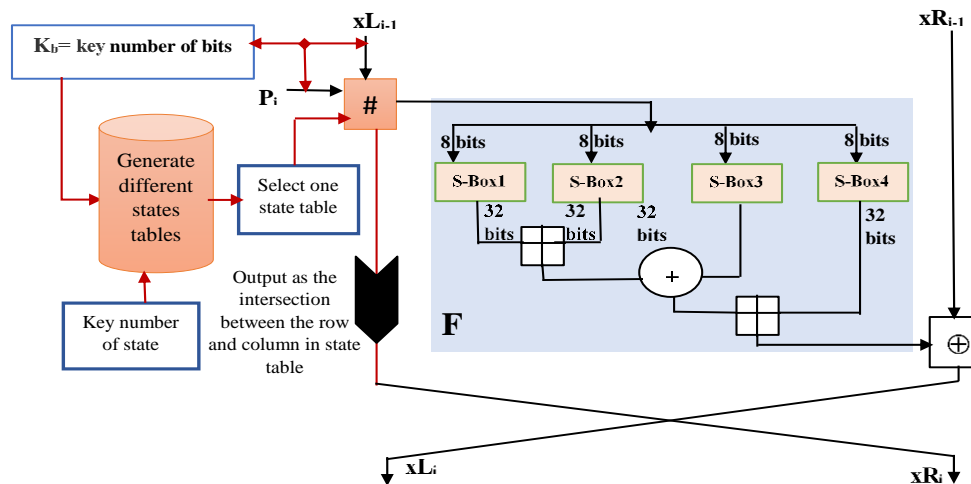 xLᵢ₋₁
xRᵢ₋₁
K_b= key number of bits
Pᵢ
#
Generate
different
states
tables
Select one
state table
Key number
of state
Output as the
intersection
between the row
and column in state
table
8 bits
8 bits
8 bits
8 bits
S-Box1
S-Box2
S-Box3
S-Box4
32
bits
32
bits
32
bits
32
bits
+
F
⊕
xLᵢ
xRᵢ